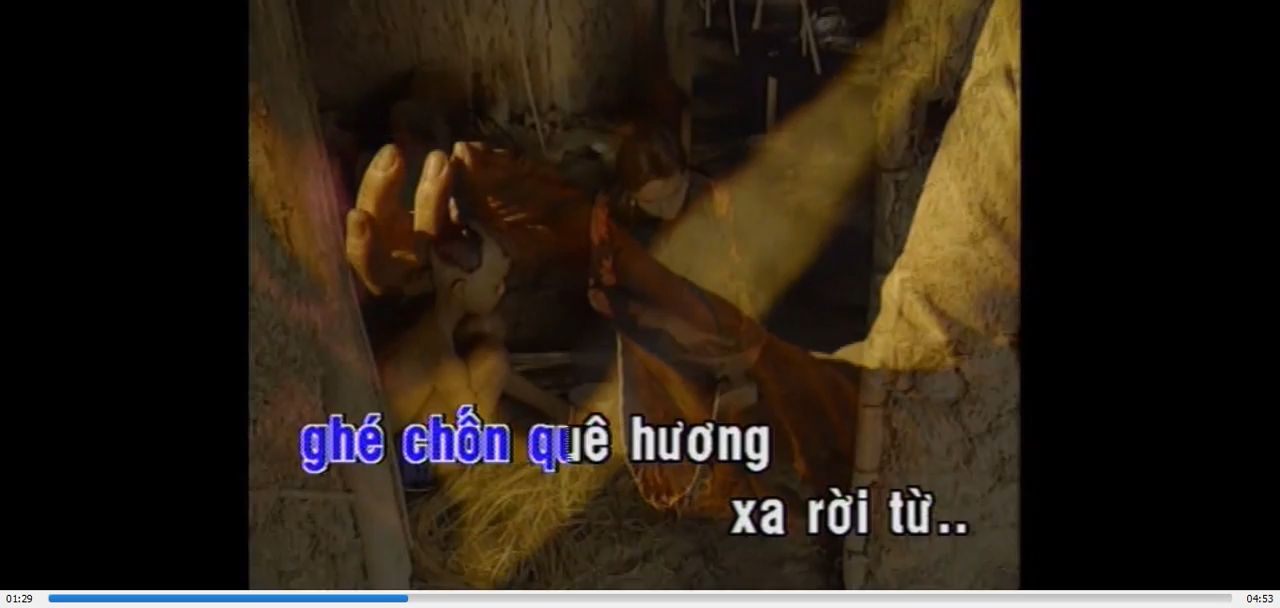 ghé chốn quê hương
xa rời từ..
01:29
04:53